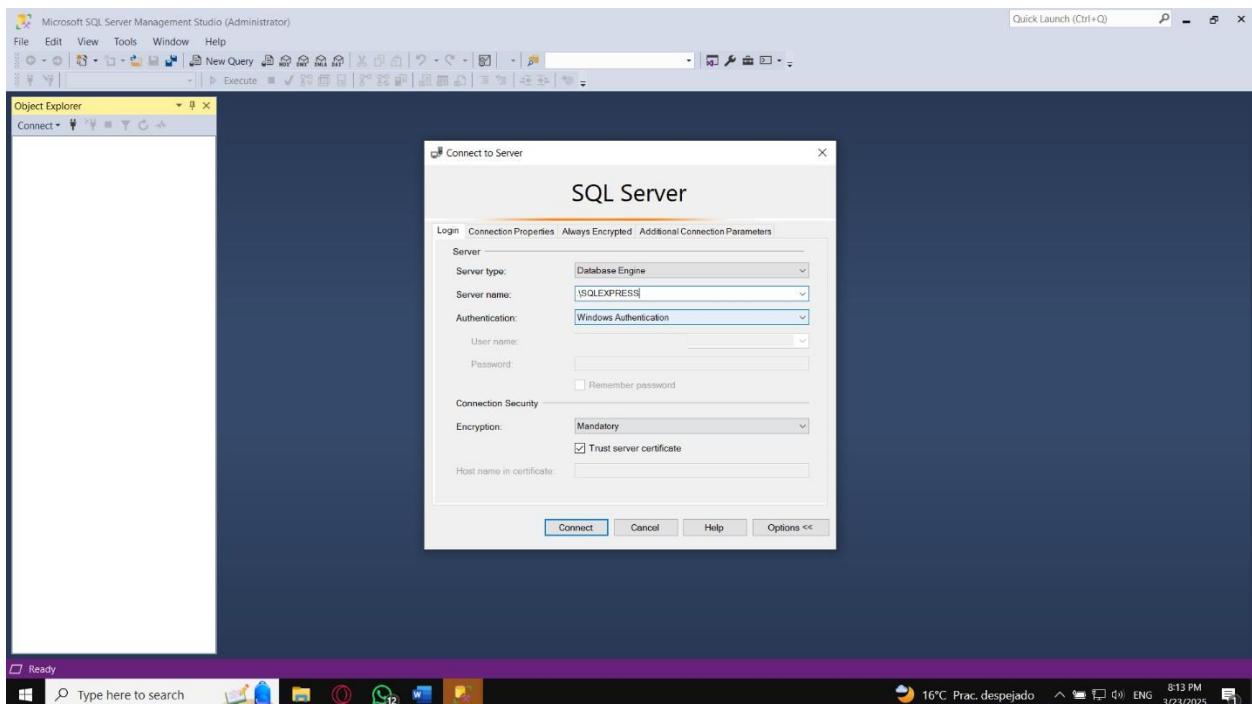 Microsoft SQL Server Management Studio (Administrator)
Quick Launch (Ctrl+Q)
File Edit View Tools Window Help
New Query
Execute
Object Explorer
Connect
Connect to Server
SQL Server
Login Connection Properties Always Encrypted Additional Connection Parameters
Server
Server type: Database Engine
Server name: \SQLEXPRESS
Authentication: Windows Authentication
User name:
Password:
Remember password
Connection Security
Encryption: Mandatory
Trust server certificate
Host name in certificate:
Connect Cancel Help Options <<
Ready
Type here to search
12
16°C Prac. despejado
ENG
8:13 PM
3/23/2025